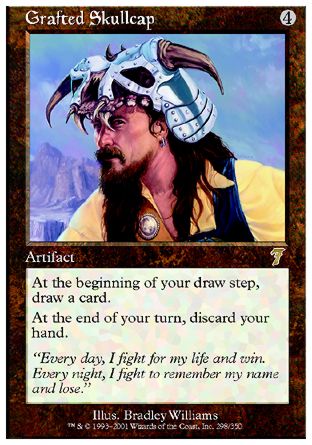 Grafted Skullcap 4
Artifact
At the beginning of your draw step,
draw a card.
At the end of your turn, discard your
hand.
“Every day, I fight for my life and win.
Every night, I fight to remember my name
and lose.”
Illus. Bradley Williams
™ & © 1993–2001 Wizards of the Coast, Inc. 298/350